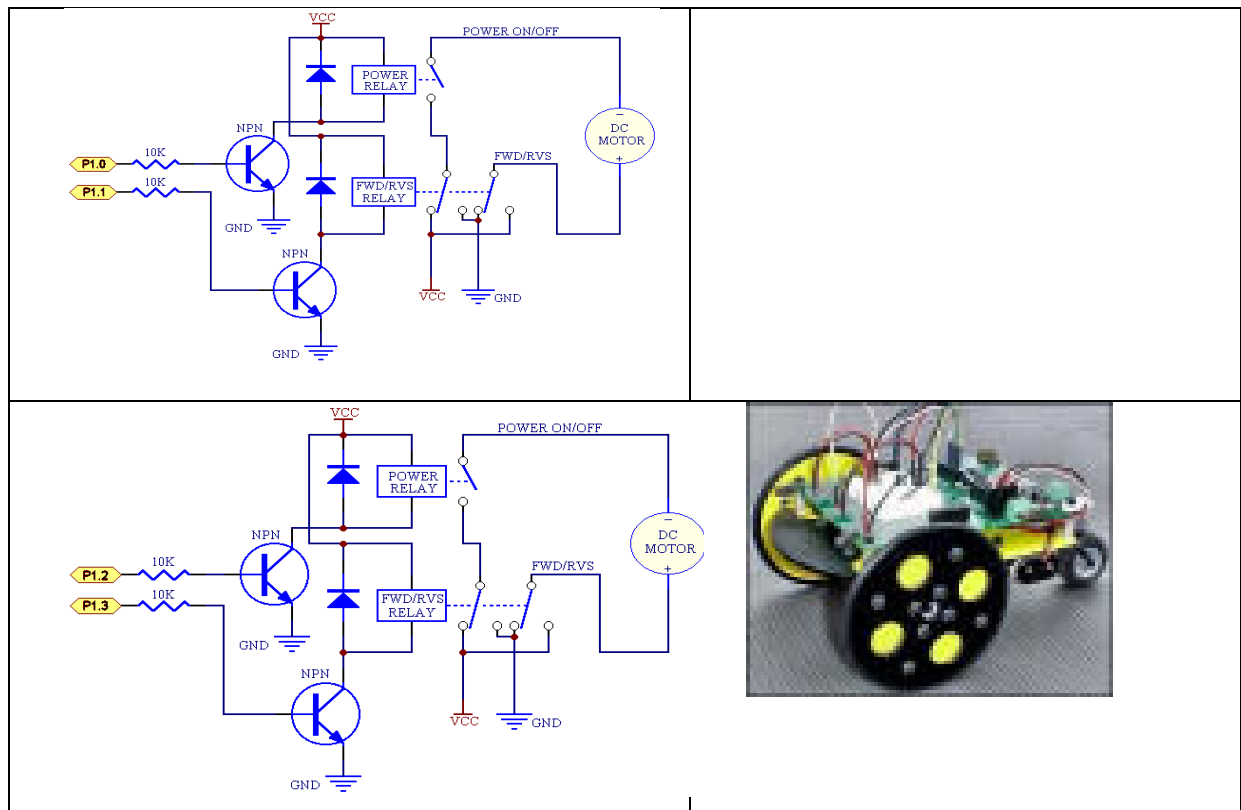 VCC
POWER ON/OFF
POWER
RELAY
−
DC
MOTOR
+
NPN
10K
P1.0
10K
P1.1
FWD/RVS
FWD/RVS
RELAY
GND
NPN
VCC
GND
GND
VCC
POWER ON/OFF
POWER
RELAY
−
DC
MOTOR
+
NPN
10K
P1.2
10K
P1.3
FWD/RVS
FWD/RVS
RELAY
GND
NPN
VCC
GND
GND